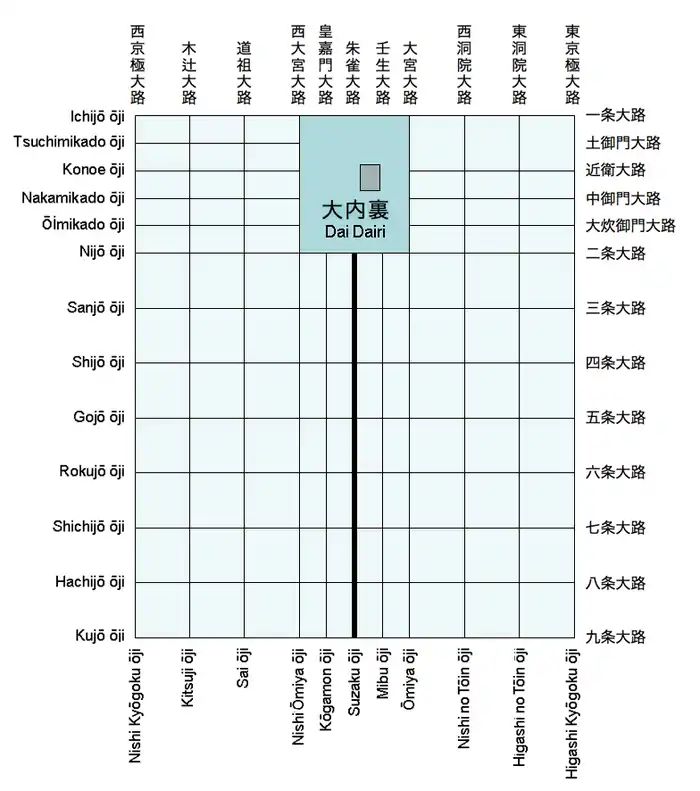 西京極大路
木辻大路
道祖大路
西大宮大路
皇嘉門大路
朱雀大路
壬生大路
大宮大路
西洞院大路
東洞院大路
東京極大路
Ichijō ōji
一条大路
Tsuchimikado ōji
土御門大路
Konoe ōji
近衛大路
Nakamikado ōji
中御門大路
Ōimikado ōji
大炊御門大路
大内裏
Dai Dairi
Nijō ōji
二条大路
Sanjō ōji
三条大路
Shijō ōji
四条大路
Gojō ōji
五条大路
Rokujō ōji
六条大路
Shichijō ōji
七条大路
Hachijō ōji
八条大路
Kujō ōji
九条大路
Nishi Kyōgoku ōji
Kitsuji ōji
Sai ōji
Nishi Ōmiya ōji
Kōgamon ōji
Suzaku ōji
Mibu ōji
Ōmiya ōji
Nishi no Tōin ōji
Higashi no Tōin ōji
Higashi Kyōgoku ōji